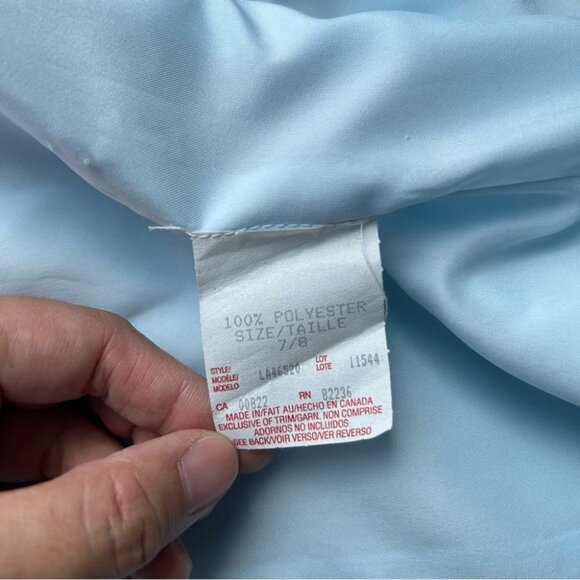 100% POLYESTER
SIZE/TAILLE
7/8
STYLE/ MODÈLE/ MODELO LA46520 LOT LOTE 11544
CA 00822 RN 82236
MADE IN/FAIT AU/HECHO EN CANADA
EXCLUSIVE OF TRIM/GARN. NON COMPRISE
ADORNOS NO INCLUIDOS
SEE BACK/VOIR VERSO/VER REVERSO